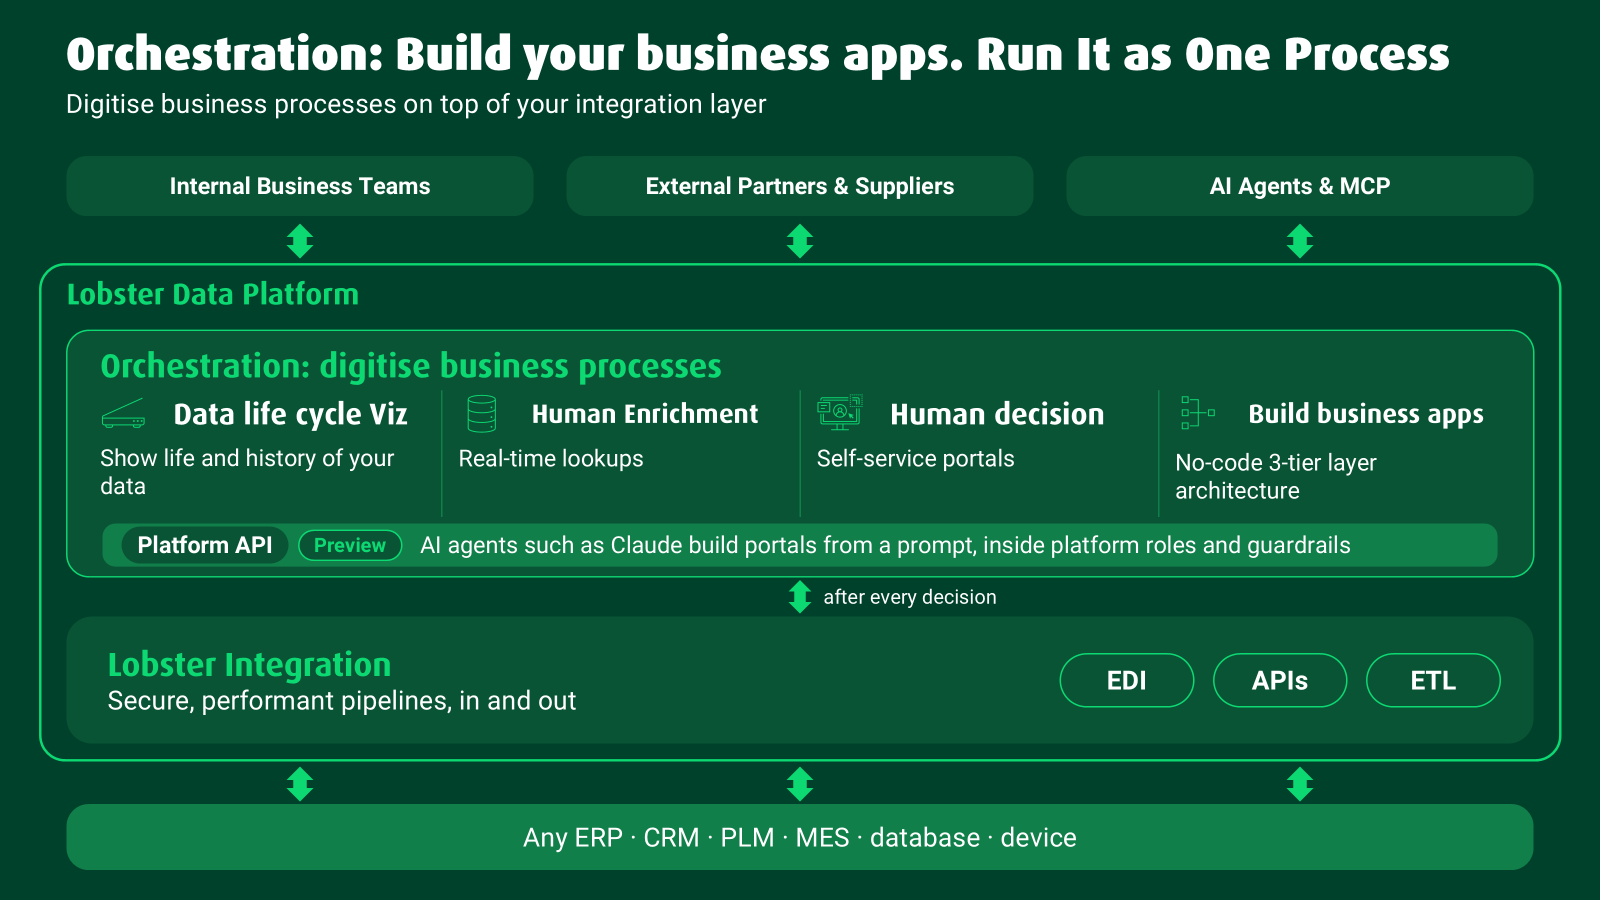 Orchestration: Build your business apps. Run It as One Process
Digitise business processes on top of your integration layer
Internal Business Teams
External Partners & Suppliers
AI Agents & MCP
Lobster Data Platform
Orchestration: digitise business processes
Data life cycle Viz
Show life and history of your
data
Human Enrichment
Real-time lookups
Human decision
Self-service portals
Build business apps
No-code 3-tier layer
architecture
Platform API
Preview
AI agents such as Claude build portals from a prompt, inside platform roles and guardrails
after every decision
Lobster Integration
Secure, performant pipelines, in and out
EDI
APIs
ETL
Any ERP · CRM · PLM · MES · database · device